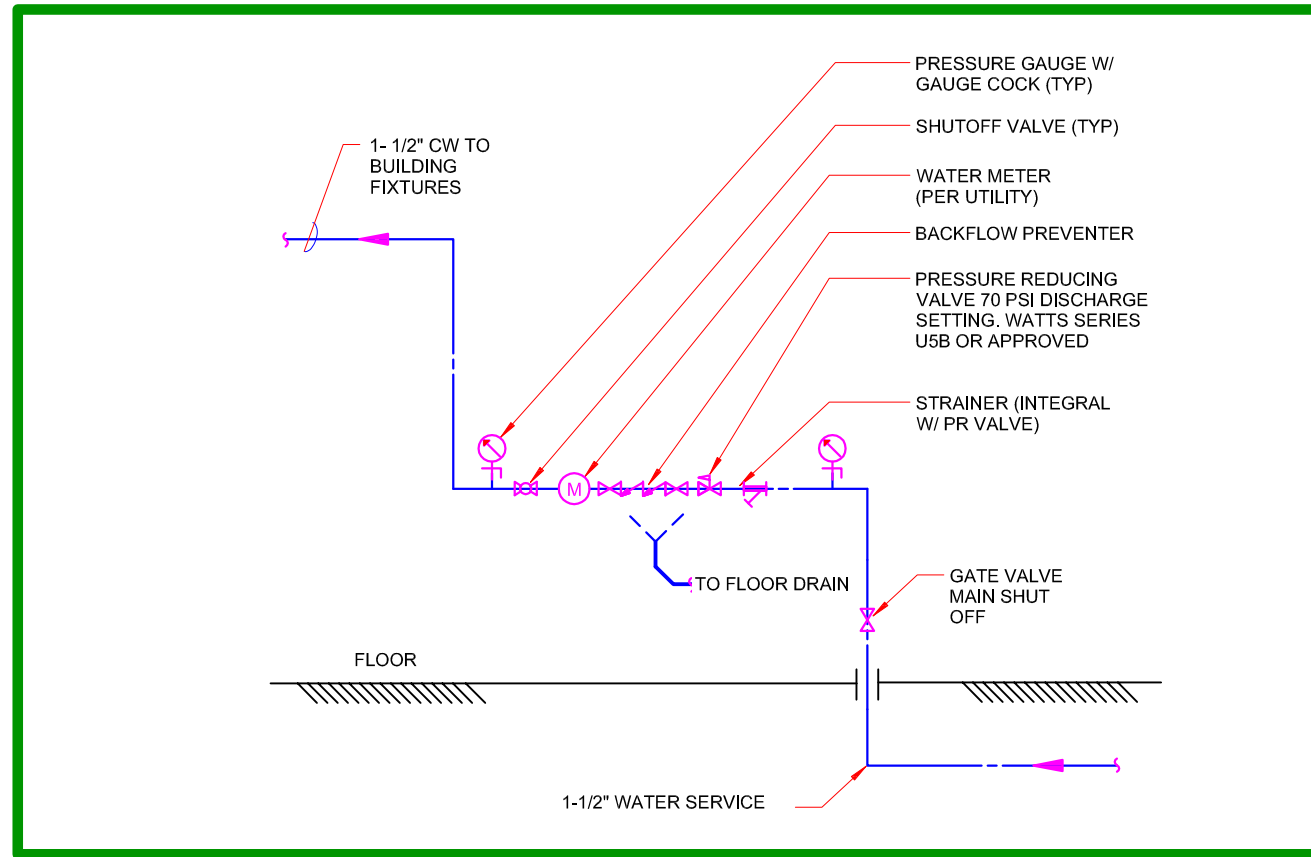 PRESSURE GAUGE W/
GAUGE COCK (TYP)
SHUTOFF VALVE (TYP)
1- 1/2" CW TO
BUILDING
FIXTURES
WATER METER
(PER UTILITY)
BACKFLOW PREVENTER
PRESSURE REDUCING
VALVE 70 PSI DISCHARGE
SETTING. WATTS SERIES
U5B OR APPROVED
STRAINER (INTEGRAL
W/ PR VALVE)
M
TO FLOOR DRAIN
GATE VALVE
MAIN SHUT
OFF
FLOOR
1-1/2" WATER SERVICE